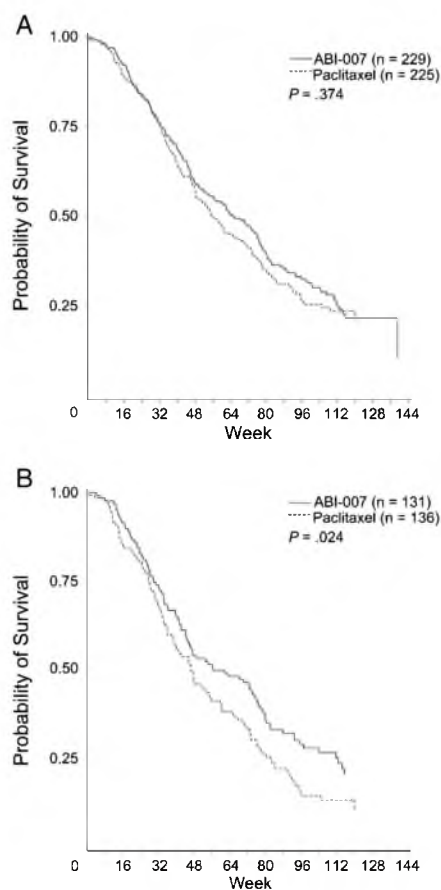 A
1.00
ABI-007 (n = 229)
Paclitaxel (n = 225)
P = .374
0.75
0.50
0.25
Probability of Survival
0 16 32 48 64 80 96 112 128 144
Week
B
1.00
ABI-007 (n = 131)
Paclitaxel (n = 136)
P = .024
0.75
0.50
0.25
Probability of Survival
0 16 32 48 64 80 96 112 128 144
Week